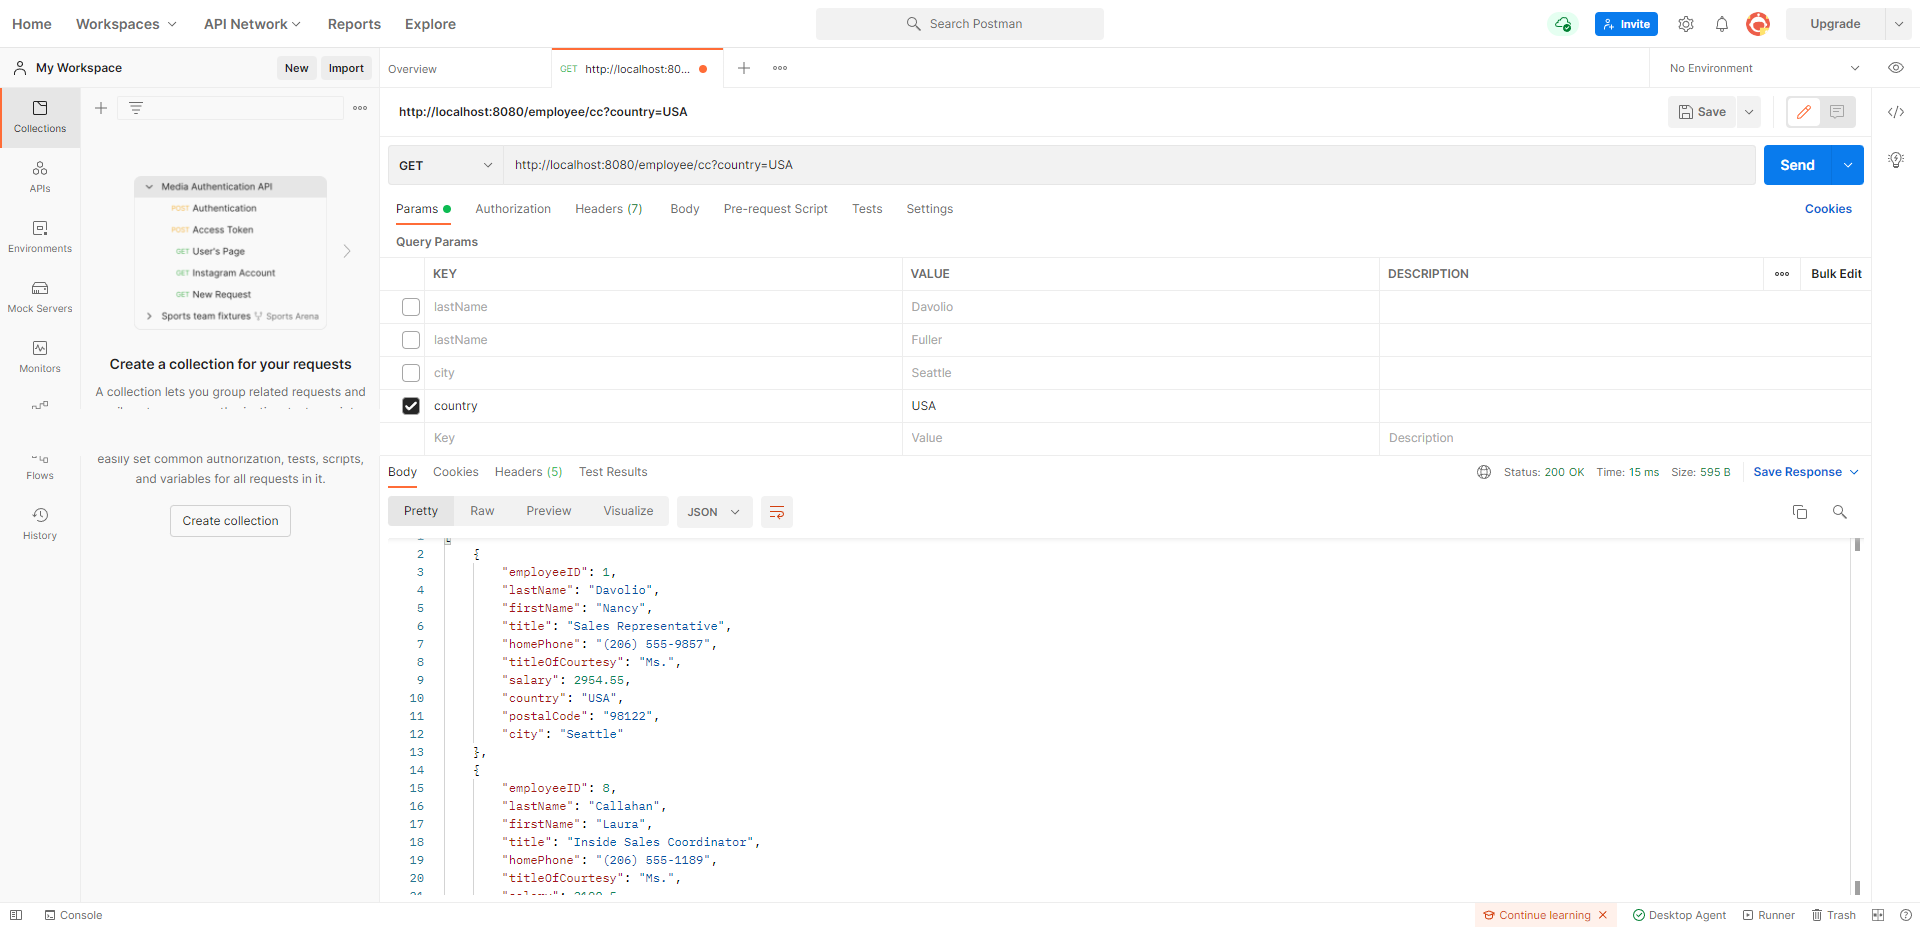 Home Workspaces API Network Reports Explore Search Postman Invite Upgrade
My Workspace New Import Overview GET http://localhost:80... No Environment
http://localhost:8080/employee/cc?country=USA Save
Collections
APIs
Environments
Mock Servers
Monitors
Flows
History
Media Authentication API
POST Authentication
POST Access Token
GET User's Page
GET Instagram Account
GET New Request
Sports team fixtures Sports Arena
Create a collection for your requests
A collection lets you group related requests and
easily set common authorization, tests, scripts,
and variables for all requests in it.
Create collection
GET http://localhost:8080/employee/cc?country=USA Send
Params Authorization Headers (7) Body Pre-request Script Tests Settings Cookies
Query Params
KEY VALUE DESCRIPTION Bulk Edit
lastName Davolio
lastName Fuller
city Seattle
country USA
Key Value Description
Body Cookies Headers (5) Test Results Status: 200 OK Time: 15 ms Size: 595 B Save Response
Pretty Raw Preview Visualize JSON
2 {
3 "employeeID": 1,
4 "lastName": "Davolio",
5 "firstName": "Nancy",
6 "title": "Sales Representative",
7 "homePhone": "(206) 555-9857",
8 "titleOfCourtesy": "Ms.",
9 "salary": 2954.55,
10 "country": "USA",
11 "postalCode": "98122",
12 "city": "Seattle"
13 },
14 {
15 "employeeID": 8,
16 "lastName": "Callahan",
17 "firstName": "Laura",
18 "title": "Inside Sales Coordinator",
19 "homePhone": "(206) 555-1189",
20 "titleOfCourtesy": "Ms.",
Console Continue learning Desktop Agent Runner Trash